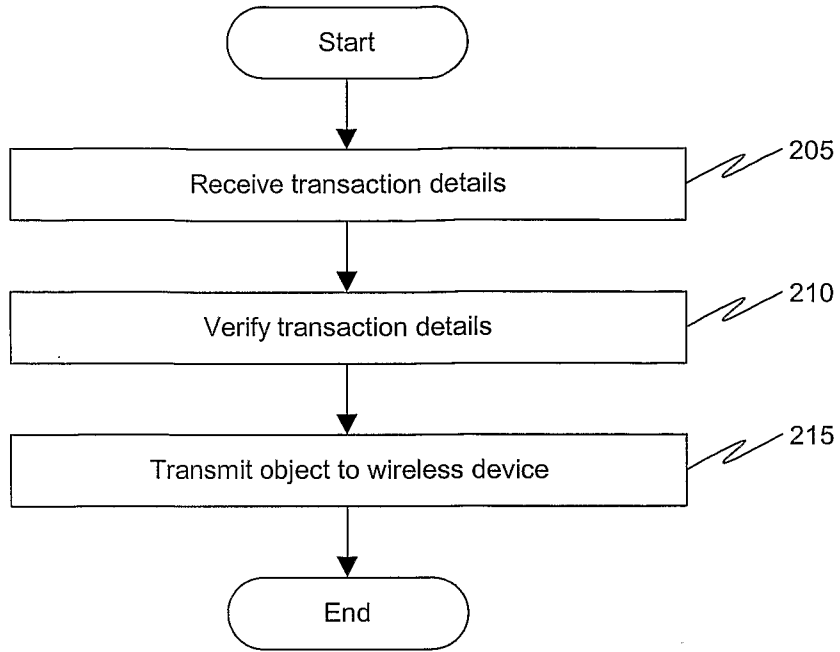 Start
205
Receive transaction details
210
Verify transaction details
215
Transmit object to wireless device
End